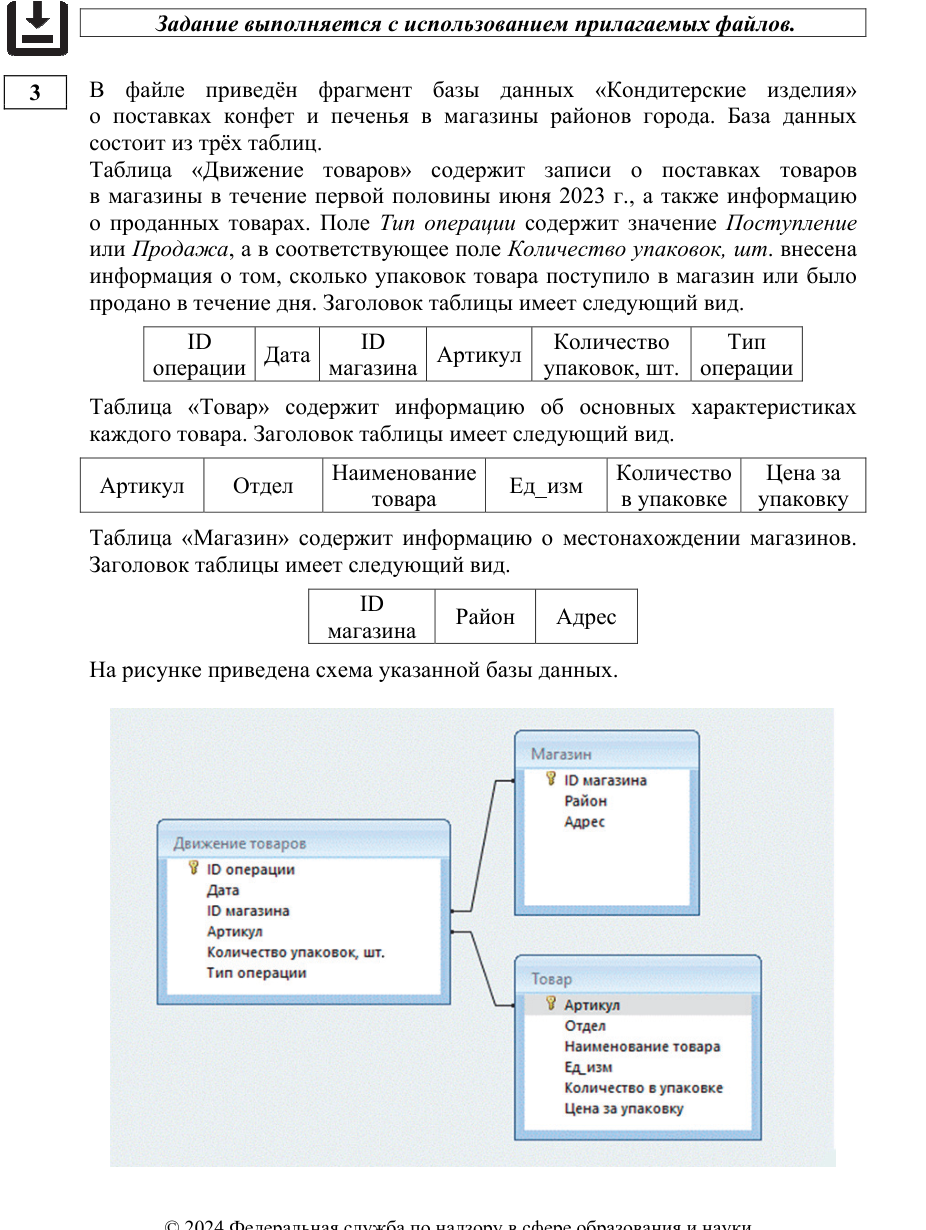 Задание выполняется с использованием прилагаемых файлов.
3
В файле приведён фрагмент базы данных «Кондитерские изделия»
о поставках конфет и печенья в магазины районов города. База данных
состоит из трёх таблиц.
Таблица «Движение товаров» содержит записи о поставках товаров
в магазины в течение первой половины июня 2023 г., а также информацию
о проданных товарах. Поле Тип операции содержит значение Поступление
или Продажа, а в соответствующее поле Количество упаковок, шт. внесена
информация о том, сколько упаковок товара поступило в магазин или было
продано в течение дня. Заголовок таблицы имеет следующий вид.
ID операции
Дата
ID магазина
Артикул
Количество упаковок, шт.
Тип операции
Таблица «Товар» содержит информацию об основных характеристиках
каждого товара. Заголовок таблицы имеет следующий вид.
Артикул
Отдел
Наименование товара
Ед_изм
Количество в упаковке
Цена за упаковку
Таблица «Магазин» содержит информацию о местонахождении магазинов.
Заголовок таблицы имеет следующий вид.
ID магазина
Район
Адрес
На рисунке приведена схема указанной базы данных.
Движение товаров
ID операции
Дата
ID магазина
Артикул
Количество упаковок, шт.
Тип операции
Магазин
ID магазина
Район
Адрес
Товар
Артикул
Отдел
Наименование товара
Ед_изм
Количество в упаковке
Цена за упаковку
© 2024 Федеральная служба по надзору в сфере образования и науки